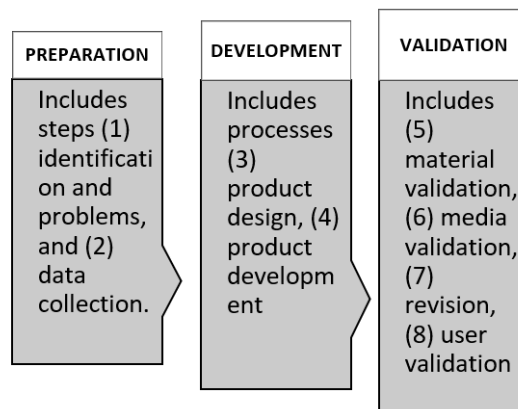 PREPARATION
Includes
steps (1)
identificati
on and
problems,
and (2)
data
collection.
DEVELOPMENT
Includes
processes
(3)
product
design, (4)
product
developm
ent
VALIDATION
Includes
(5)
material
validation,
(6) media
validation,
(7)
revision,
(8) user
validation